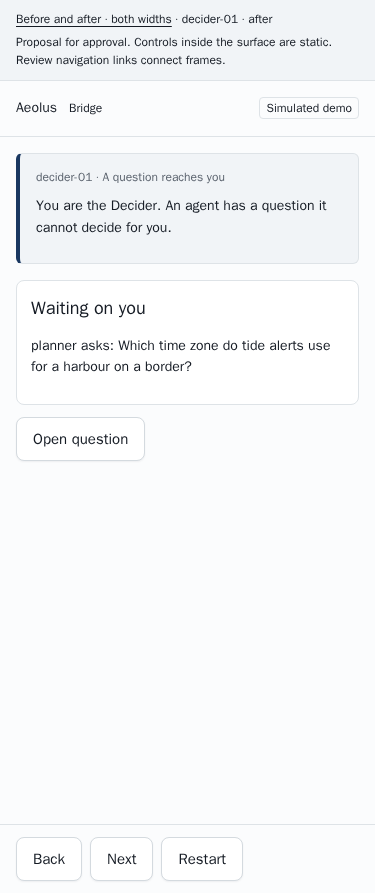 Before and after · both widths · decider-01 · after
Proposal for approval. Controls inside the surface are static.
Review navigation links connect frames.
Aeolus Bridge Simulated demo
decider-01 · A question reaches you
You are the Decider. An agent has a question it
cannot decide for you.
Waiting on you
planner asks: Which time zone do tide alerts use
for a harbour on a border?
Open question
Back Next Restart